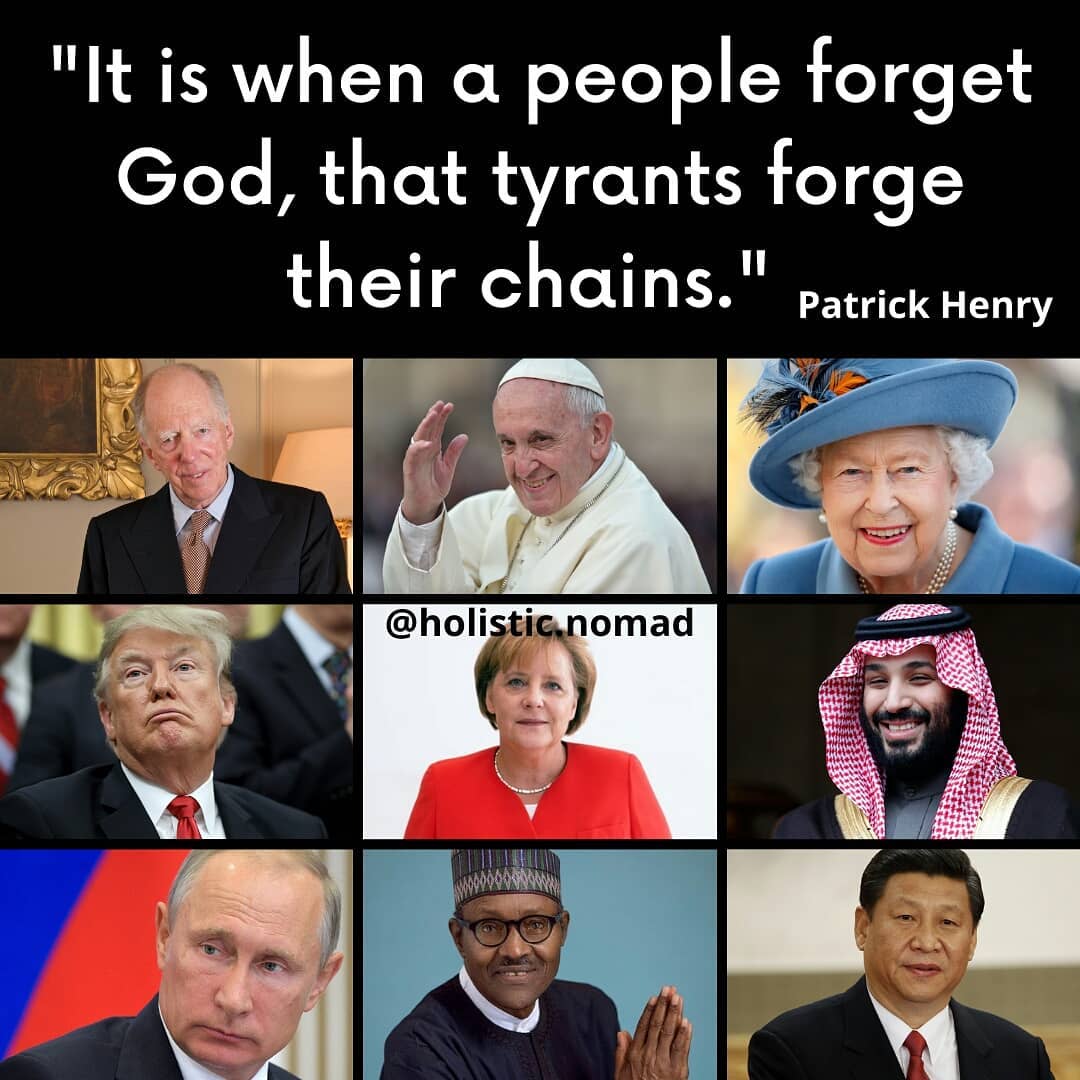 "It is when a people forget
God, that tyrants forge
their chains."
Patrick Henry
@holistic.nomad